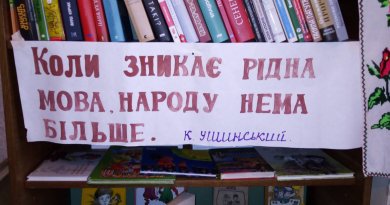 Коли зникає рідна
мова, народу нема
більше. К. Ушинський.